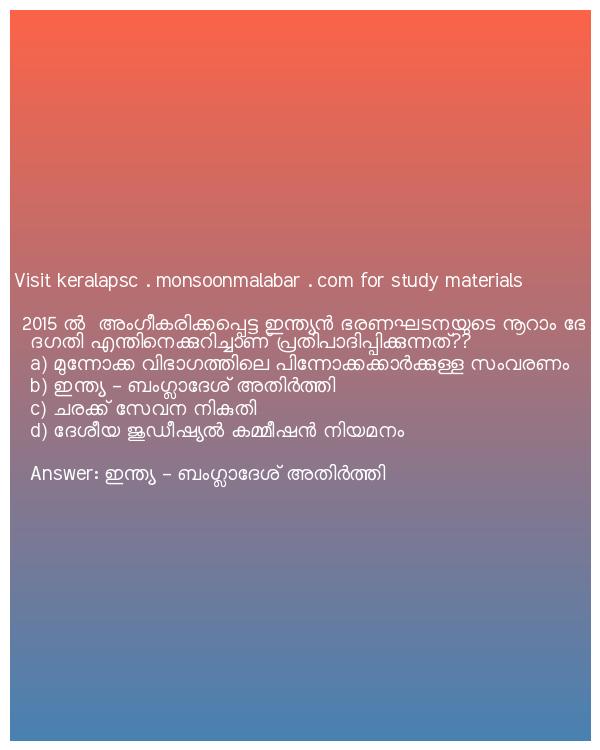 Visit keralapsc . monsoonmalabar . com for study materials
2015 ൽ അംഗീകരിക്കപ്പെട്ട ഇന്ത്യൻ ഭരണഘടനയുടെ നൂറാം ഭേ
ദഗതി എന്തിനെക്കുറിച്ചാണ് പ്രതിപാദിപ്പിക്കുന്നത്??
a) മുന്നോക്ക വിഭാഗത്തിലെ പിന്നോക്കക്കാർക്കുള്ള സംവരണം
b) ഇന്ത്യ – ബംഗ്ലാദേശ് അതിർത്തി
c) ചരക്ക് സേവന നികുതി
d) ദേശീയ ജുഡീഷ്യൽ കമ്മീഷൻ നിയമനം
Answer: ഇന്ത്യ – ബംഗ്ലാദേശ് അതിർത്തി